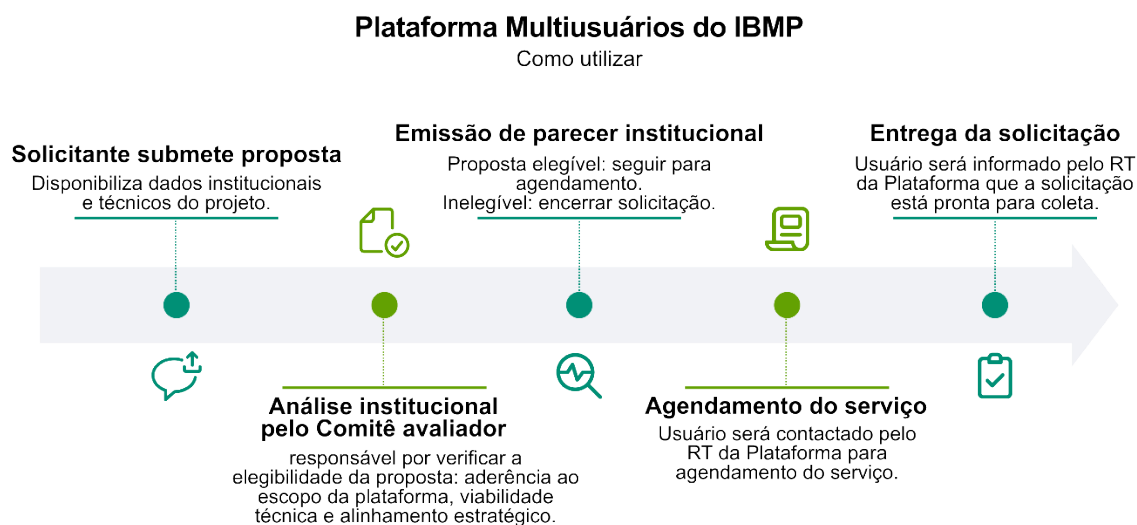 Plataforma Multiusuários do IBMP
Como utilizar
Solicitante submete proposta
Disponibiliza dados institucionais
e técnicos do projeto.
Análise institucional
pelo Comitê avaliador
responsável por verificar a
elegibilidade da proposta: aderência ao
escopo da plataforma, viabilidade
técnica e alinhamento estratégico.
Emissão de parecer institucional
Proposta elegível: seguir para
agendamento.
Inelegível: encerrar solicitação.
Agendamento do serviço
Usuário será contactado pelo
RT da Plataforma para
agendamento do serviço.
Entrega da solicitação
Usuário será informado pelo RT
da Plataforma que a solicitação
está pronta para coleta.